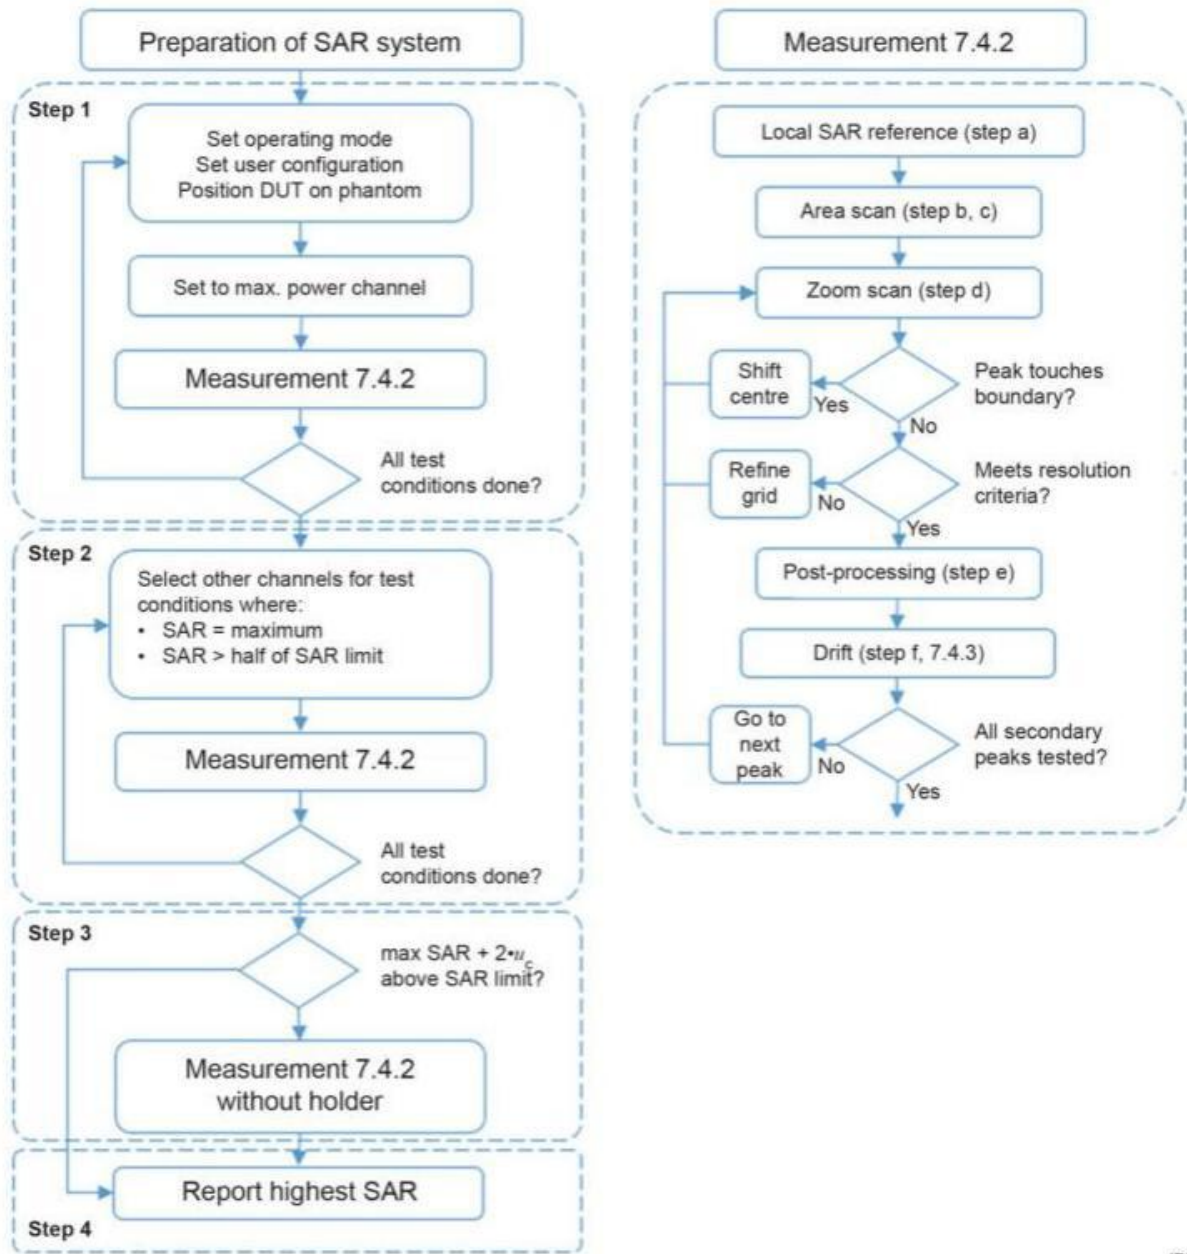 Preparation of SAR system
Step 1
Set operating mode
Set user configuration
Position DUT on phantom
Set to max. power channel
Measurement 7.4.2
All test
conditions done?
Step 2
Select other channels for test
conditions where:
• SAR = maximum
• SAR > half of SAR limit
Measurement 7.4.2
All test
conditions done?
Step 3
max SAR + 2•u_c
above SAR limit?
Measurement 7.4.2
without holder
Report highest SAR
Step 4
Measurement 7.4.2
Local SAR reference (step a)
Area scan (step b, c)
Zoom scan (step d)
Shift
centre
Yes
Peak touches
boundary?
No
Refine
grid
No
Meets resolution
criteria?
Yes
Post-processing (step e)
Drift (step f, 7.4.3)
Go to
next
peak
No
All secondary
peaks tested?
Yes